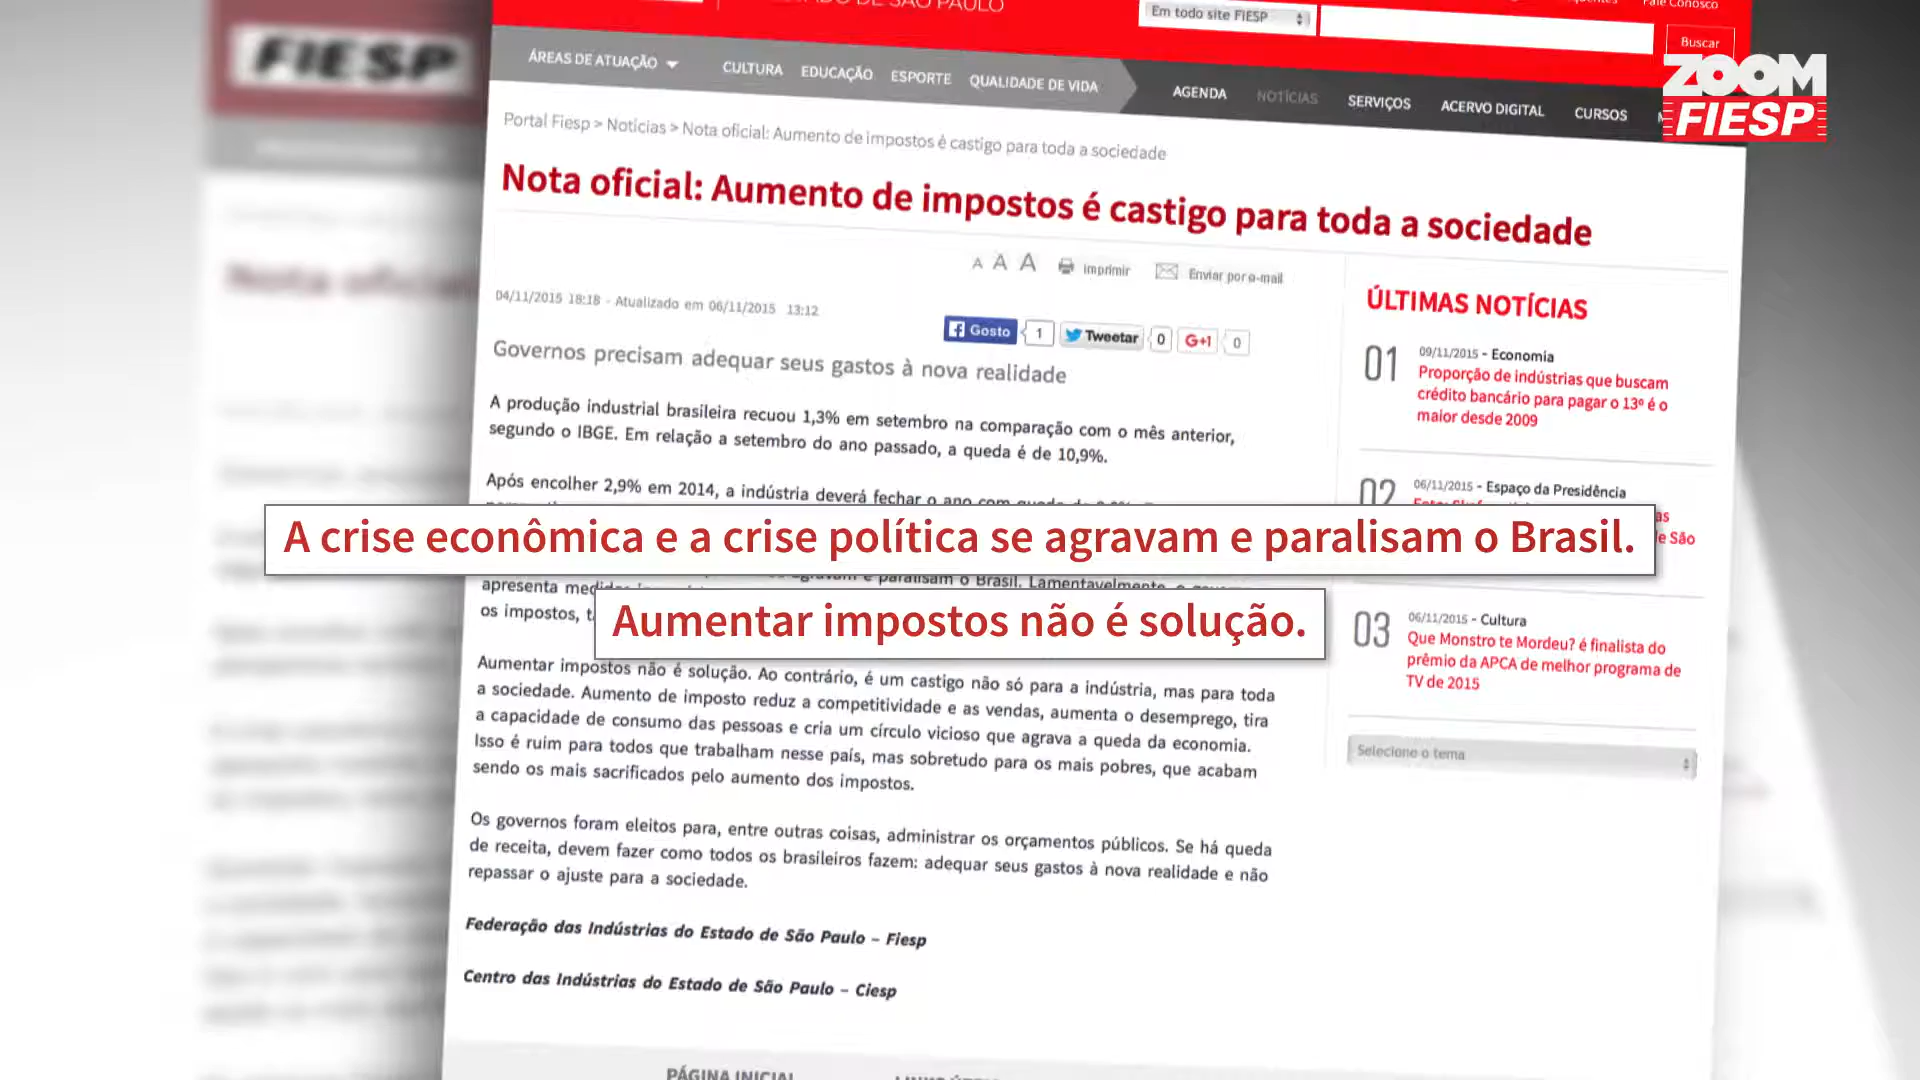 FIESP
Em todo site FIESP
Fale Conosco
Buscar
ÁREAS DE ATUAÇÃO
CULTURA
EDUCAÇÃO
ESPORTE
QUALIDADE DE VIDA
AGENDA
NOTÍCIAS
SERVIÇOS
ACERVO DIGITAL
CURSOS
ZOOM
FIESP
Portal Fiesp > Notícias > Nota oficial: Aumento de impostos é castigo para toda a sociedade
Nota oficial: Aumento de impostos é castigo para toda a sociedade
A A A imprimir Enviar por e-mail
04/11/2015 18:18 - Atualizado em 06/11/2015 13:12
Gosto 1 Tweetar 0 G+1 0
Governos precisam adequar seus gastos à nova realidade
A produção industrial brasileira recuou 1,3% em setembro na comparação com o mês anterior,
segundo o IBGE. Em relação a setembro do ano passado, a queda é de 10,9%.
Após encolher 2,9% em 2014, a indústria deverá fechar o ano com queda de
A crise econômica e a crise política se agravam e paralisam o Brasil.
agravam e paralisam o Brasil. Lamentavelmente,
apresenta
os impostos,
Aumentar impostos não é solução.
Aumentar impostos não é solução. Ao contrário, é um castigo não só para a indústria, mas para toda
a sociedade. Aumento de imposto reduz a competitividade e as vendas, aumenta o desemprego, tira
a capacidade de consumo das pessoas e cria um círculo vicioso que agrava a queda da economia.
Isso é ruim para todos que trabalham nesse país, mas sobretudo para os mais pobres, que acabam
sendo os mais sacrificados pelo aumento dos impostos.
Os governos foram eleitos para, entre outras coisas, administrar os orçamentos públicos. Se há queda
de receita, devem fazer como todos os brasileiros fazem: adequar seus gastos à nova realidade e não
repassar o ajuste para a sociedade.
Federação das Indústrias do Estado de São Paulo – Fiesp
Centro das Indústrias do Estado de São Paulo – Ciesp
ÚLTIMAS NOTÍCIAS
01
09/11/2015 - Economia
Proporção de indústrias que buscam
crédito bancário para pagar o 13º é o
maior desde 2009
02
06/11/2015 - Espaço da Presidência
São
03
06/11/2015 - Cultura
Que Monstro te Mordeu? é finalista do
prêmio da APCA de melhor programa de
TV de 2015
Selecione o tema
PÁGINA INICIAL